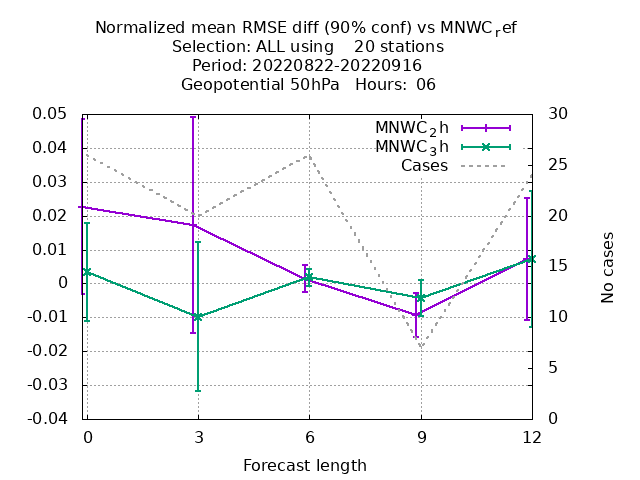 Normalized mean RMSE diff (90% conf) vs MNWC_ref
Selection: ALL using    20 stations
Period: 20220822-20220916
Geopotential 50hPa   Hours: 06
0.05
0.04
0.03
0.02
0.01
0
-0.01
-0.02
-0.03
-0.04
30
25
20
15
10
5
0
MNWC_2h
MNWC_3h
Cases
No cases
0 3 6 9 12
Forecast length